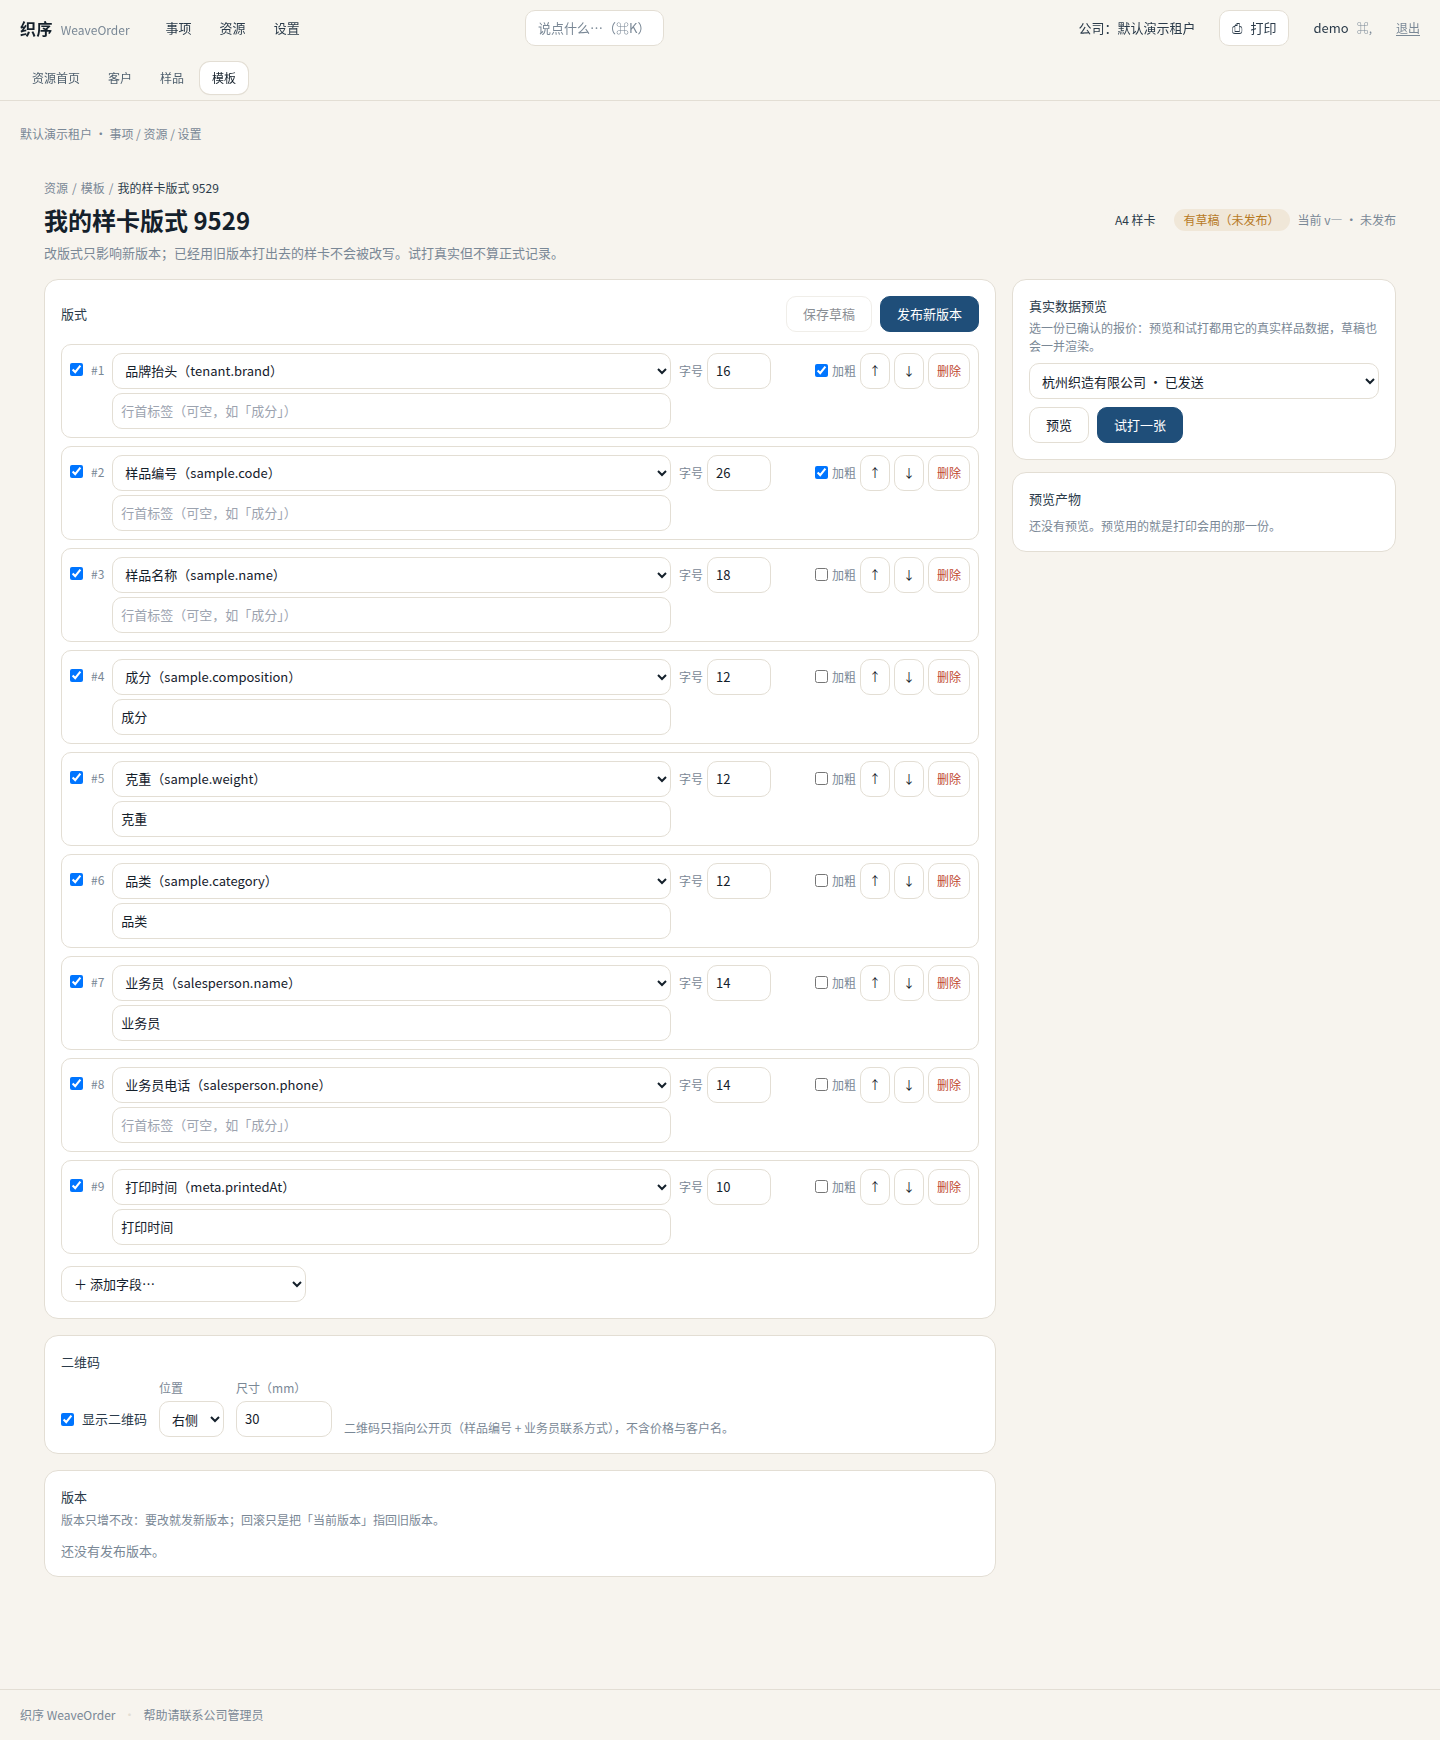 织序 WeaveOrder 事项 资源 设置 说点什么…（⌘K） 公司：默认演示租户 ⎙ 打印 demo ⌘, 退出
资源首页 客户 样品 模板
默认演示租户 · 事项 / 资源 / 设置
资源 / 模板 / 我的样卡版式 9529
我的样卡版式 9529
A4 样卡 有草稿（未发布） 当前 v— · 未发布
改版式只影响新版本；已经用旧版本打出去的样卡不会被改写。试打真实但不算正式记录。
版式 保存草稿 发布新版本
#1 品牌抬头（tenant.brand） 字号 16 加粗 ↑ ↓ 删除
行首标签（可空，如「成分」）
#2 样品编号（sample.code） 字号 26 加粗 ↑ ↓ 删除
行首标签（可空，如「成分」）
#3 样品名称（sample.name） 字号 18 加粗 ↑ ↓ 删除
行首标签（可空，如「成分」）
#4 成分（sample.composition） 字号 12 加粗 ↑ ↓ 删除
成分
#5 克重（sample.weight） 字号 12 加粗 ↑ ↓ 删除
克重
#6 品类（sample.category） 字号 12 加粗 ↑ ↓ 删除
品类
#7 业务员（salesperson.name） 字号 14 加粗 ↑ ↓ 删除
业务员
#8 业务员电话（salesperson.phone） 字号 14 加粗 ↑ ↓ 删除
行首标签（可空，如「成分」）
#9 打印时间（meta.printedAt） 字号 10 加粗 ↑ ↓ 删除
打印时间
＋ 添加字段…
真实数据预览
选一份已确认的报价：预览和试打都用它的真实样品数据，草稿也
会一并渲染。
杭州织造有限公司 · 已发送
预览 试打一张
预览产物
还没有预览。预览用的就是打印会用的那一份。
二维码
位置 尺寸（mm）
显示二维码 右侧 30 二维码只指向公开页（样品编号 + 业务员联系方式），不含价格与客户名。
版本
版本只增不改：要改就发新版本；回滚只是把「当前版本」指回旧版本。
还没有发布版本。
织序 WeaveOrder · 帮助请联系公司管理员